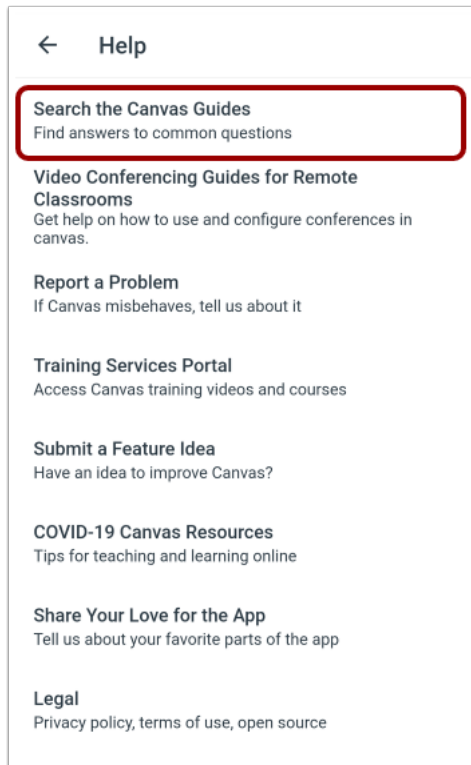 Help
Search the Canvas Guides
Find answers to common questions
Video Conferencing Guides for Remote
Classrooms
Get help on how to use and configure conferences in
canvas.
Report a Problem
If Canvas misbehaves, tell us about it
Training Services Portal
Access Canvas training videos and courses
Submit a Feature Idea
Have an idea to improve Canvas?
COVID-19 Canvas Resources
Tips for teaching and learning online
Share Your Love for the App
Tell us about your favorite parts of the app
Legal
Privacy policy, terms of use, open source